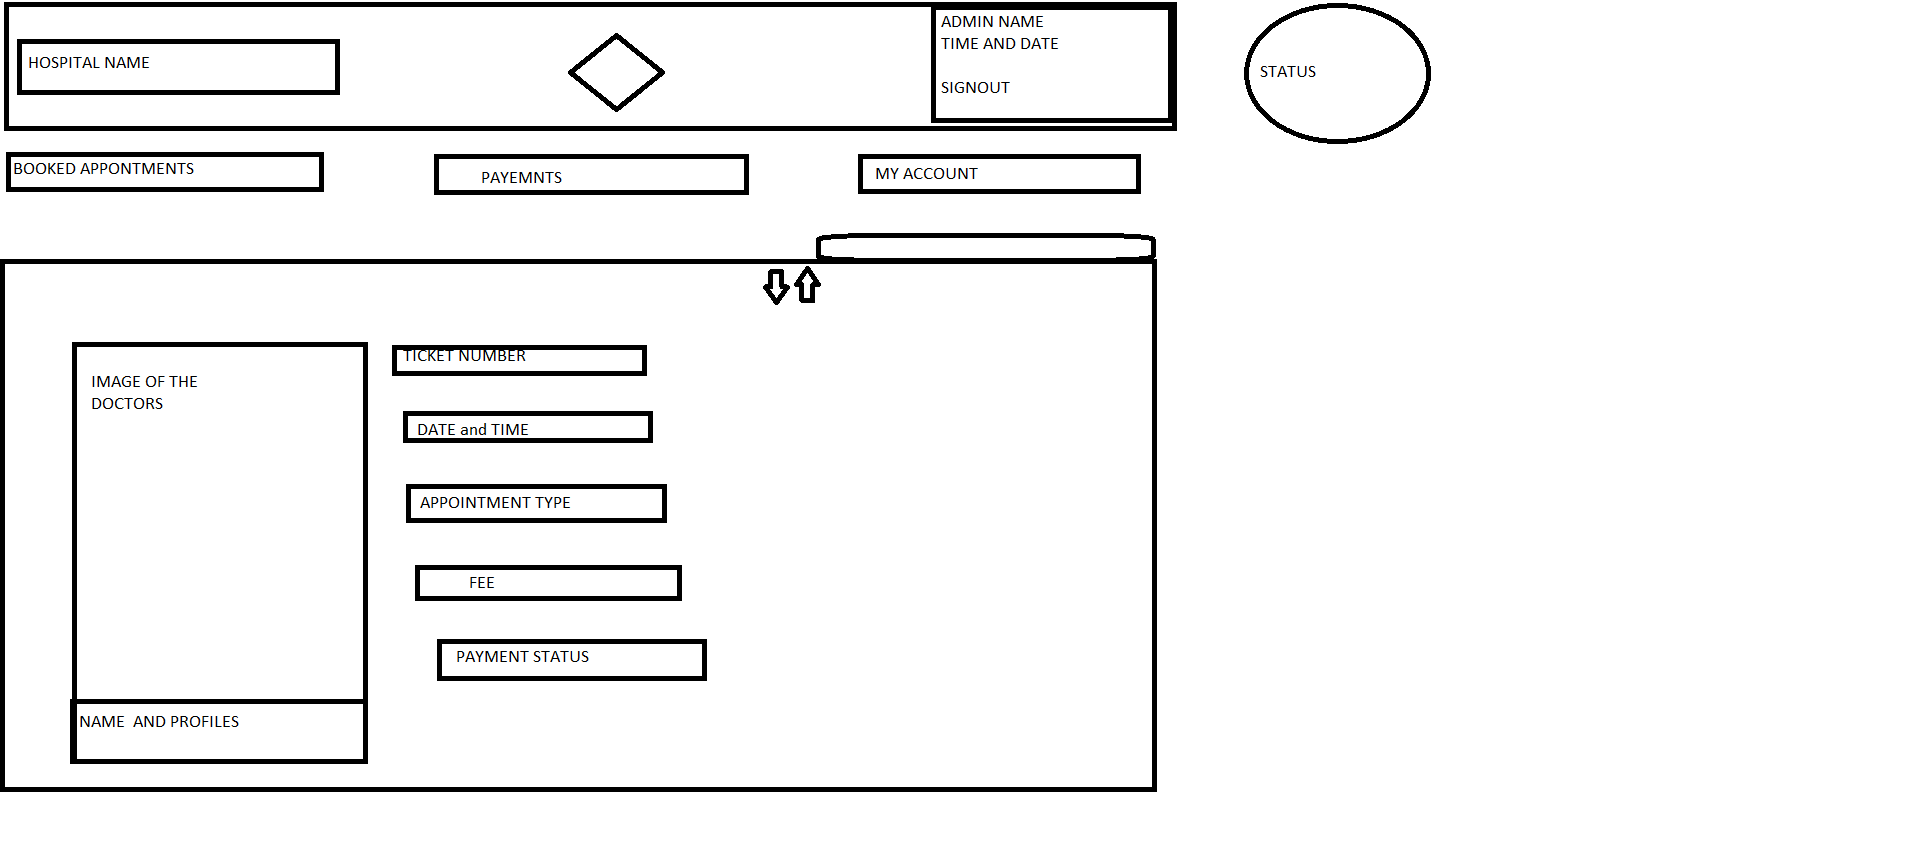 ADMIN NAME
TIME AND DATE
HOSPITAL NAME
STATUS
SIGNOUT
BOOKED APPONTMENTS
PAYEMNTS
MY ACCOUNT
TICKET NUMBER
IMAGE OF THE
DOCTORS
DATE and TIME
APPOINTMENT TYPE
FEE
PAYMENT STATUS
NAME  AND PROFILES